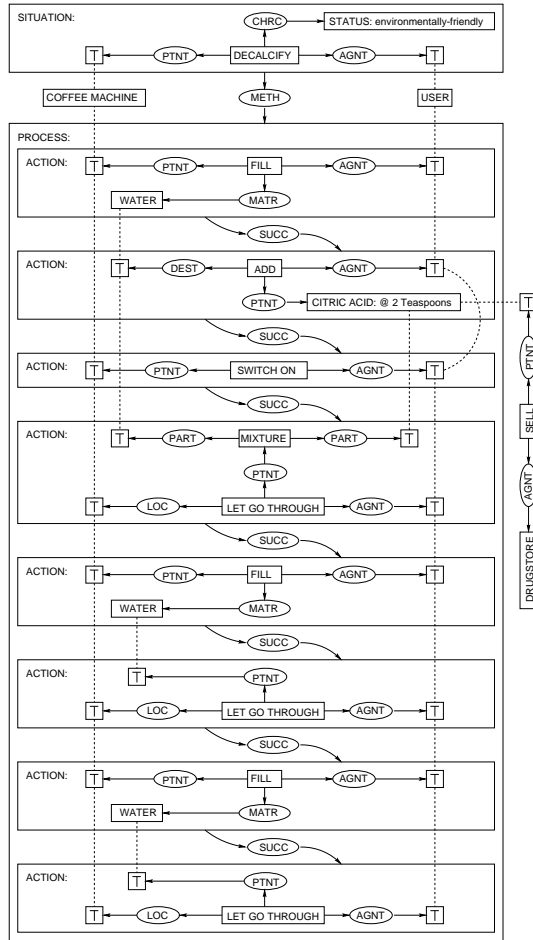 SITUATION:
CHRC
STATUS: environmentally-friendly
T PTNT DECALCIFY AGNT T
COFFEE MACHINE METH USER
PROCESS:
ACTION: T PTNT FILL AGNT T
WATER MATR
SUCC
ACTION: T DEST ADD AGNT T
PTNT CITRIC ACID: @ 2 Teaspoons T
SUCC
PTNT
ACTION: T PTNT SWITCH ON AGNT T
SUCC
SELL
ACTION: T PART MIXTURE PART T
PTNT
AGNT
T LOC LET GO THROUGH AGNT T
SUCC
DRUGSTORE
ACTION: T PTNT FILL AGNT T
WATER MATR
SUCC
ACTION: T PTNT
T LOC LET GO THROUGH AGNT T
SUCC
ACTION: T PTNT FILL AGNT T
WATER MATR
SUCC
ACTION: T PTNT
T LOC LET GO THROUGH AGNT T